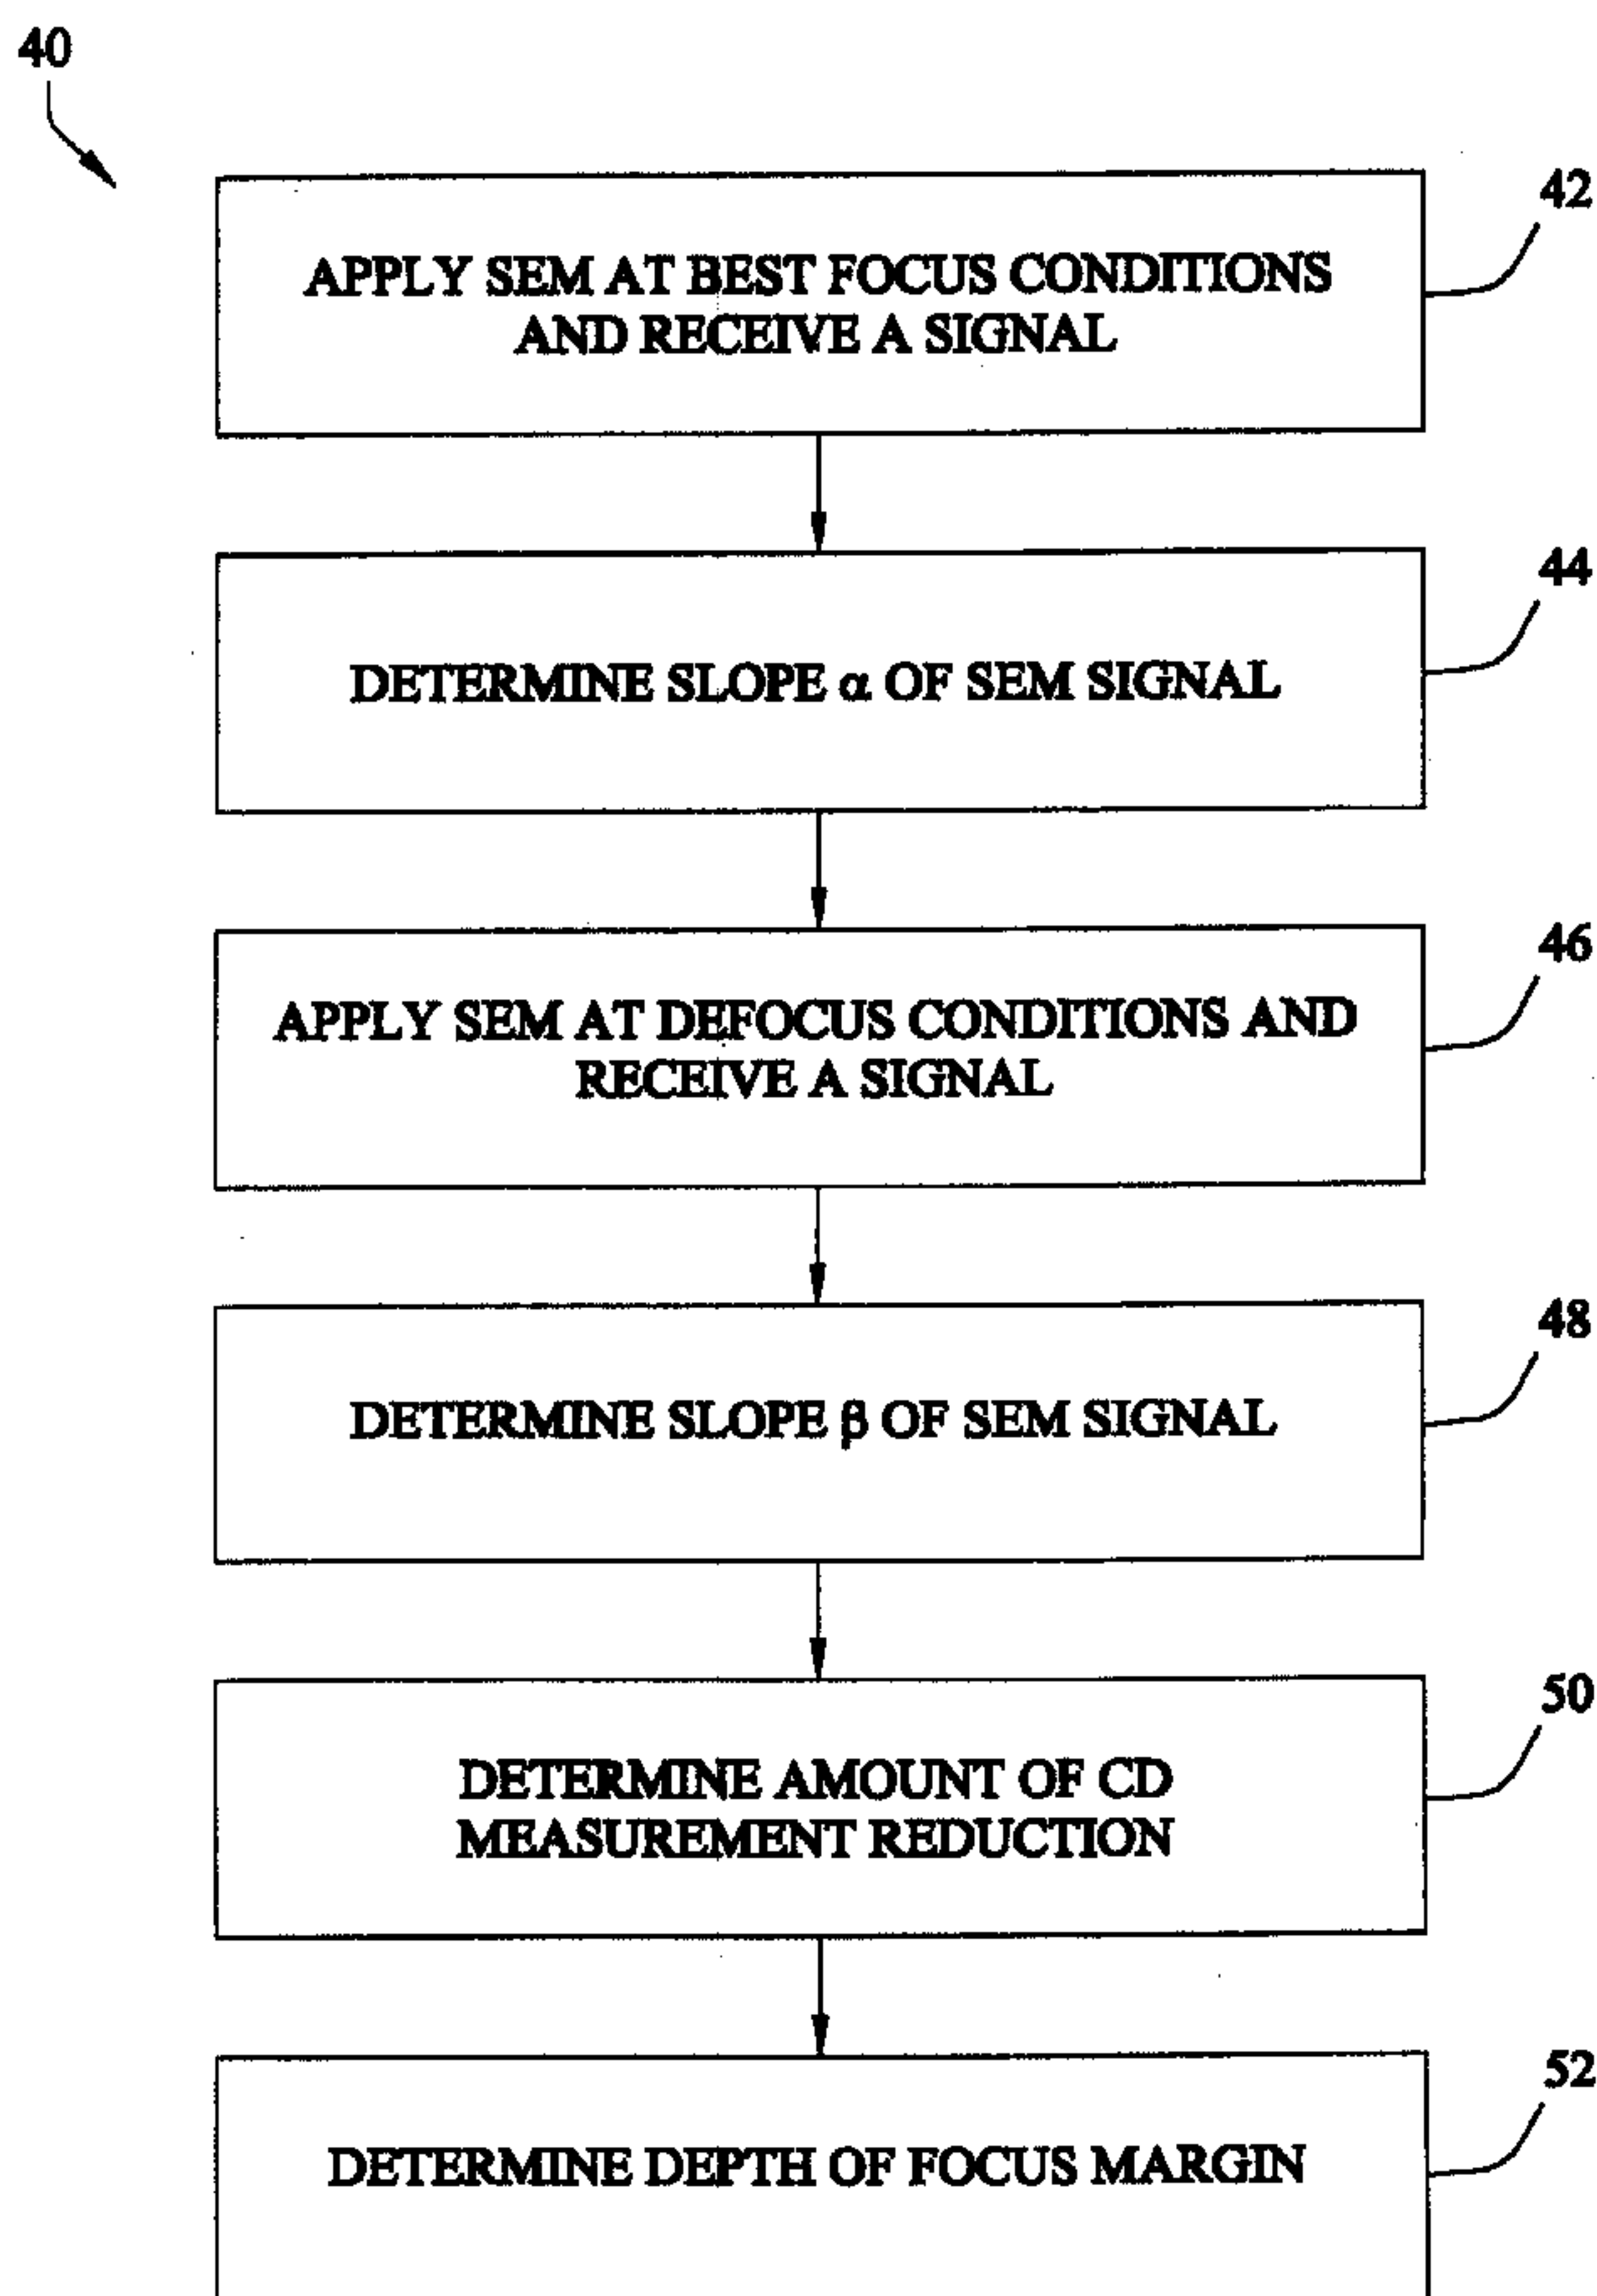 40
42
APPLY SEM AT BEST FOCUS CONDITIONS
AND RECEIVE A SIGNAL
44
DETERMINE SLOPE α OF SEM SIGNAL
46
APPLY SEM AT DEFOCUS CONDITIONS AND
RECEIVE A SIGNAL
48
DETERMINE SLOPE β OF SEM SIGNAL
50
DETERMINE AMOUNT OF CD
MEASUREMENT REDUCTION
52
DETERMINE DEPTH OF FOCUS MARGIN